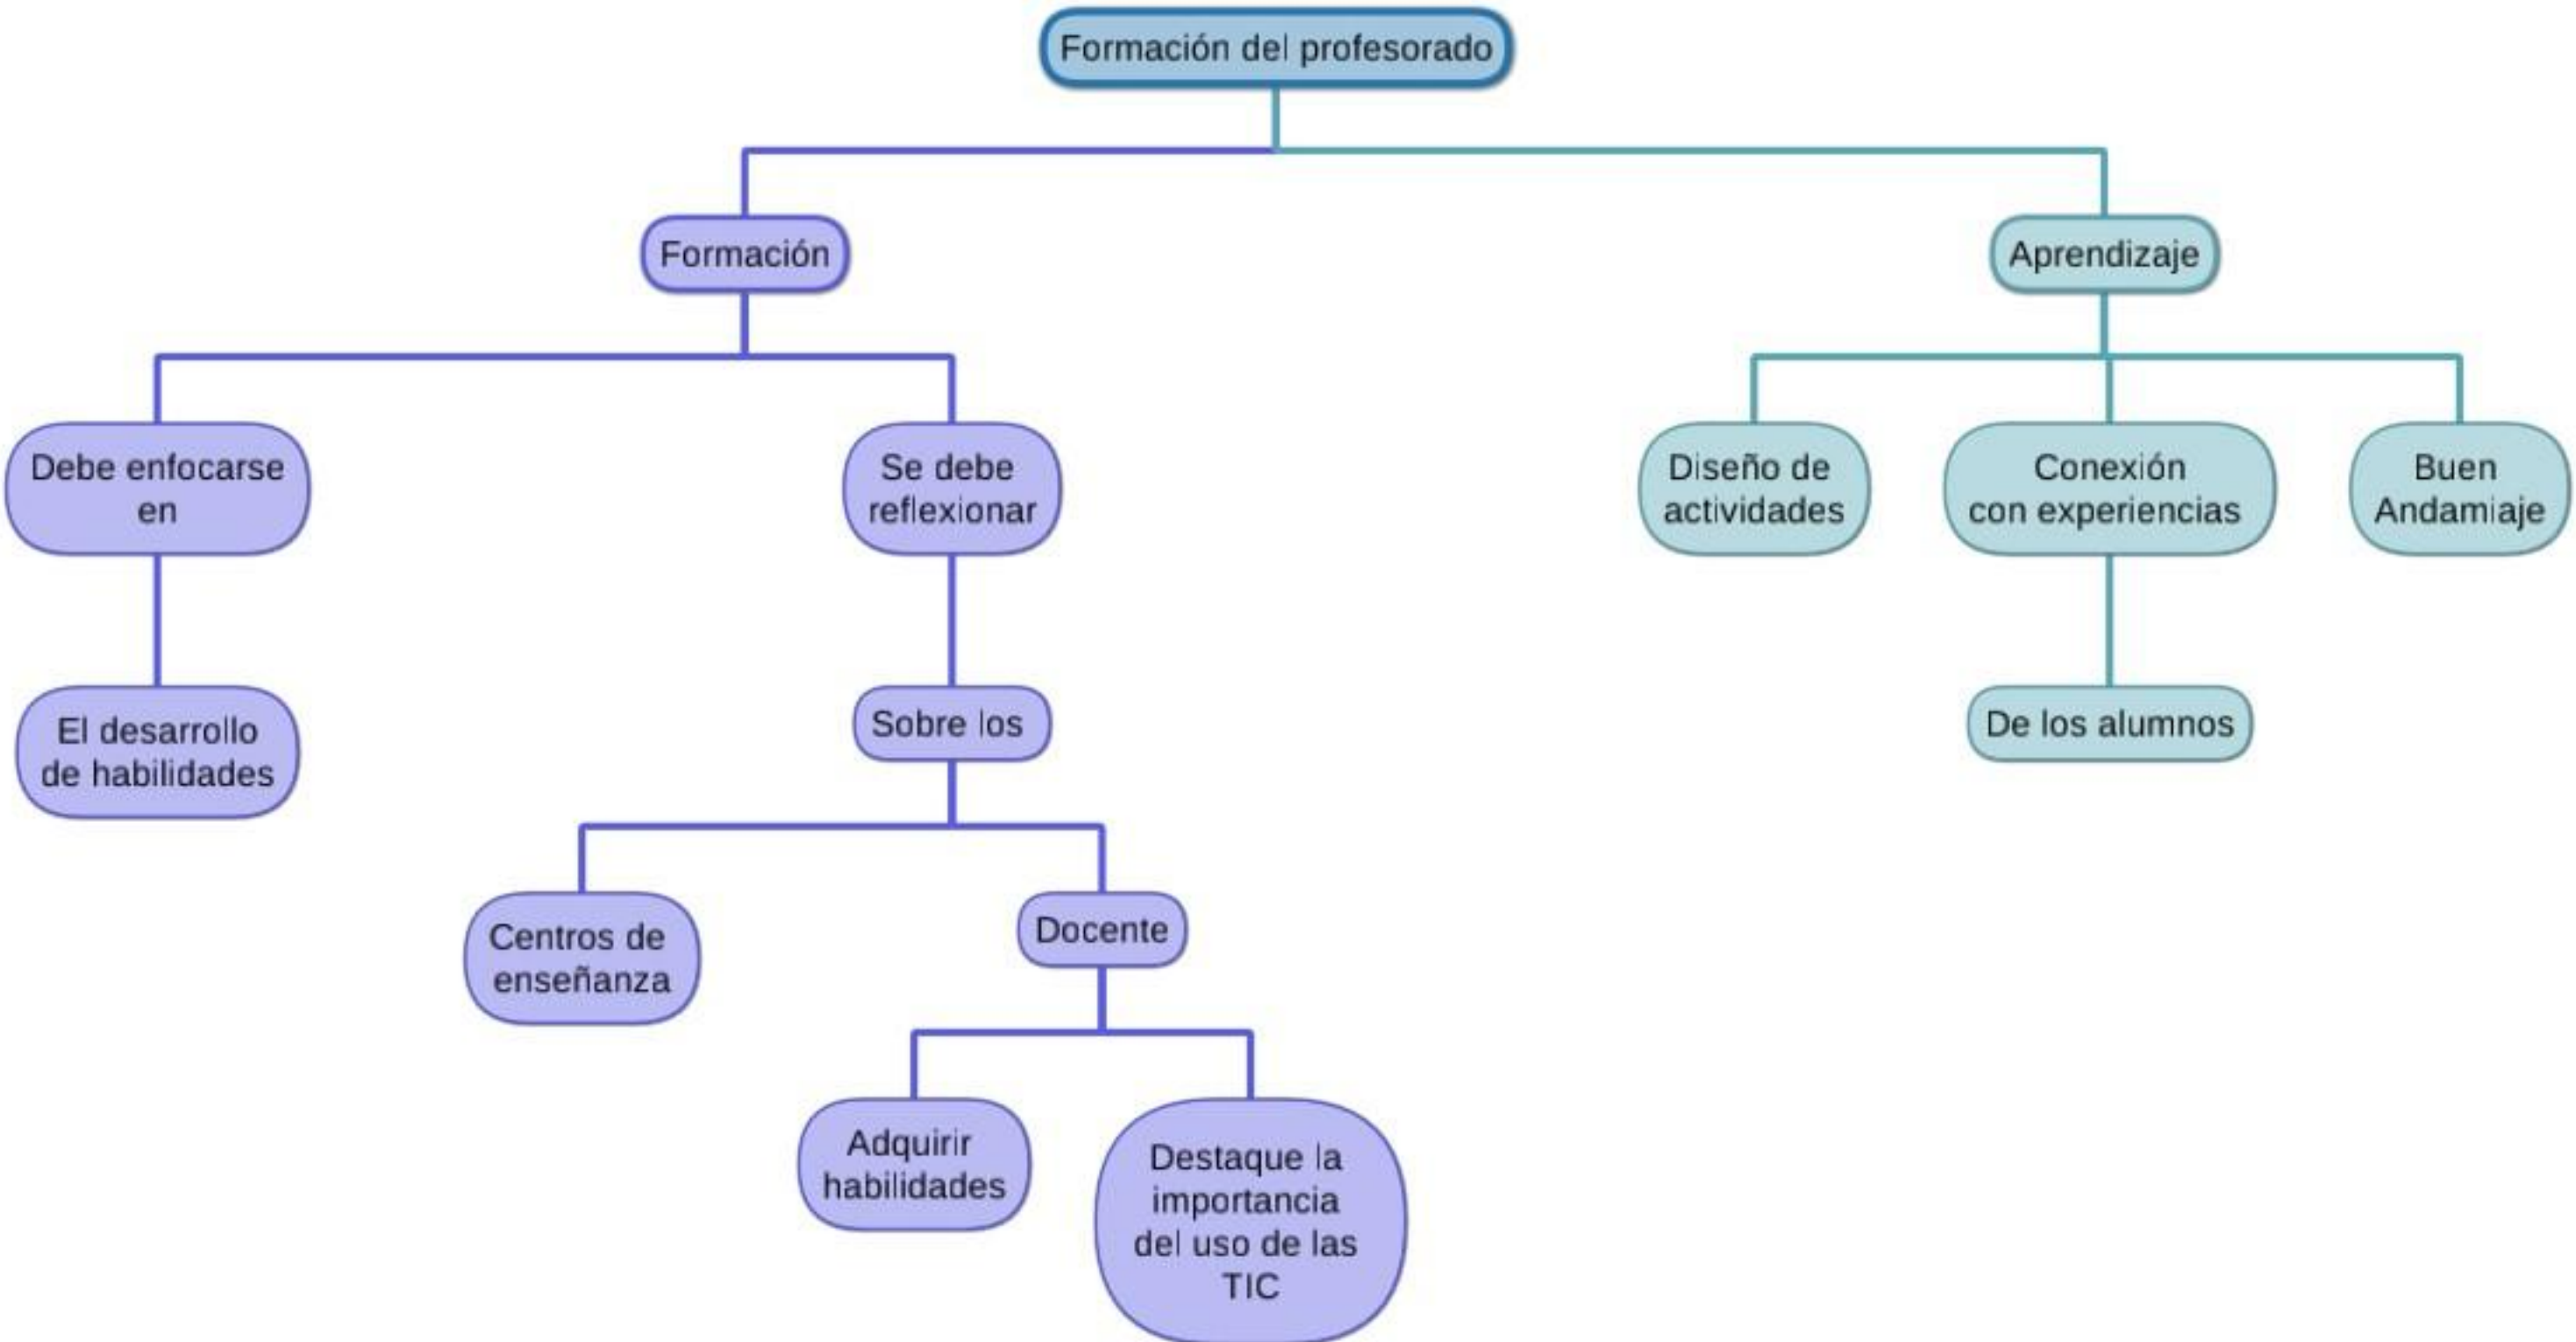 Formación del profesorado
Formación
Aprendizaje
Debe enfocarse
en
Se debe
reflexionar
Diseño de
actividades
Conexión
con experiencias
Buen
Andamiaje
El desarrollo
de habilidades
Sobre los
De los alumnos
Centros de
enseñanza
Docente
Adquirir
habilidades
Destaque la
importancia
del uso de las
TIC